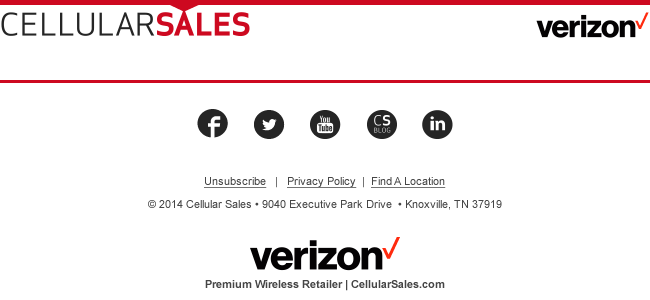 CELLULARSALES verizon
f You Tube CS BLOG in
Unsubscribe | Privacy Policy | Find A Location
© 2014 Cellular Sales • 9040 Executive Park Drive • Knoxville, TN 37919
verizon
Premium Wireless Retailer | CellularSales.com